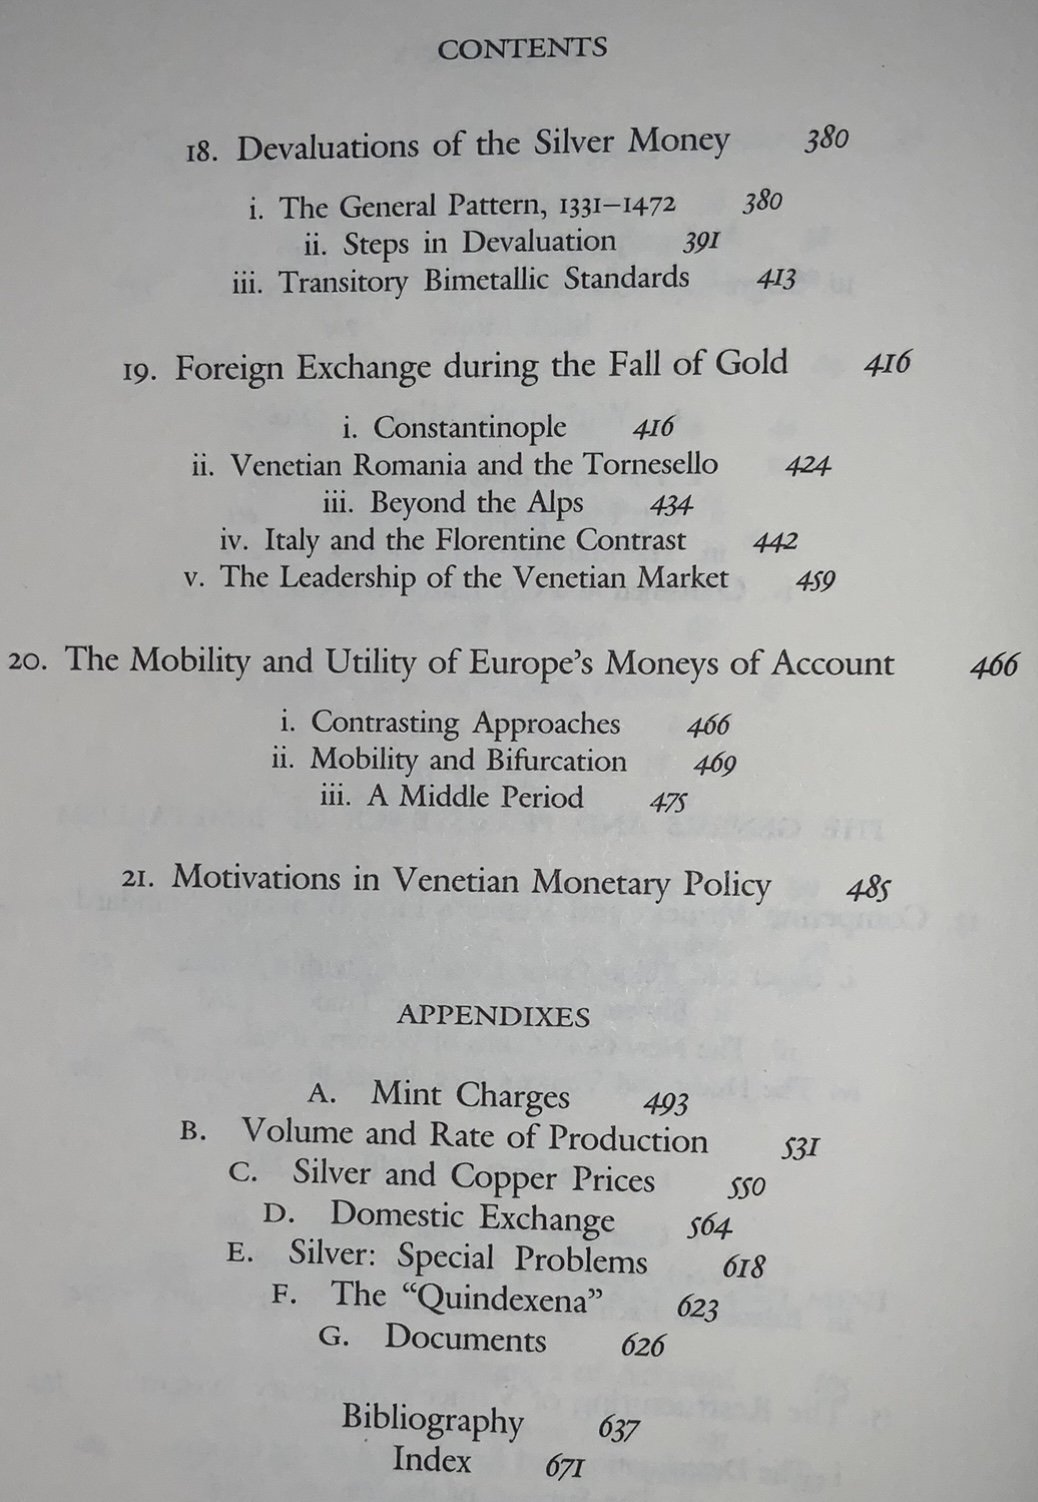 CONTENTS
18. Devaluations of the Silver Money 380
i. The General Pattern, 1331–1472 380
ii. Steps in Devaluation 391
iii. Transitory Bimetallic Standards 413
19. Foreign Exchange during the Fall of Gold 416
i. Constantinople 416
ii. Venetian Romania and the Tornesello 424
iii. Beyond the Alps 434
iv. Italy and the Florentine Contrast 442
v. The Leadership of the Venetian Market 459
20. The Mobility and Utility of Europe’s Moneys of Account 466
i. Contrasting Approaches 466
ii. Mobility and Bifurcation 469
iii. A Middle Period 475
21. Motivations in Venetian Monetary Policy 485
APPENDIXES
A. Mint Charges 493
B. Volume and Rate of Production 531
C. Silver and Copper Prices 550
D. Domestic Exchange 564
E. Silver: Special Problems 618
F. The “Quindexena” 623
G. Documents 626
Bibliography 637
Index 671